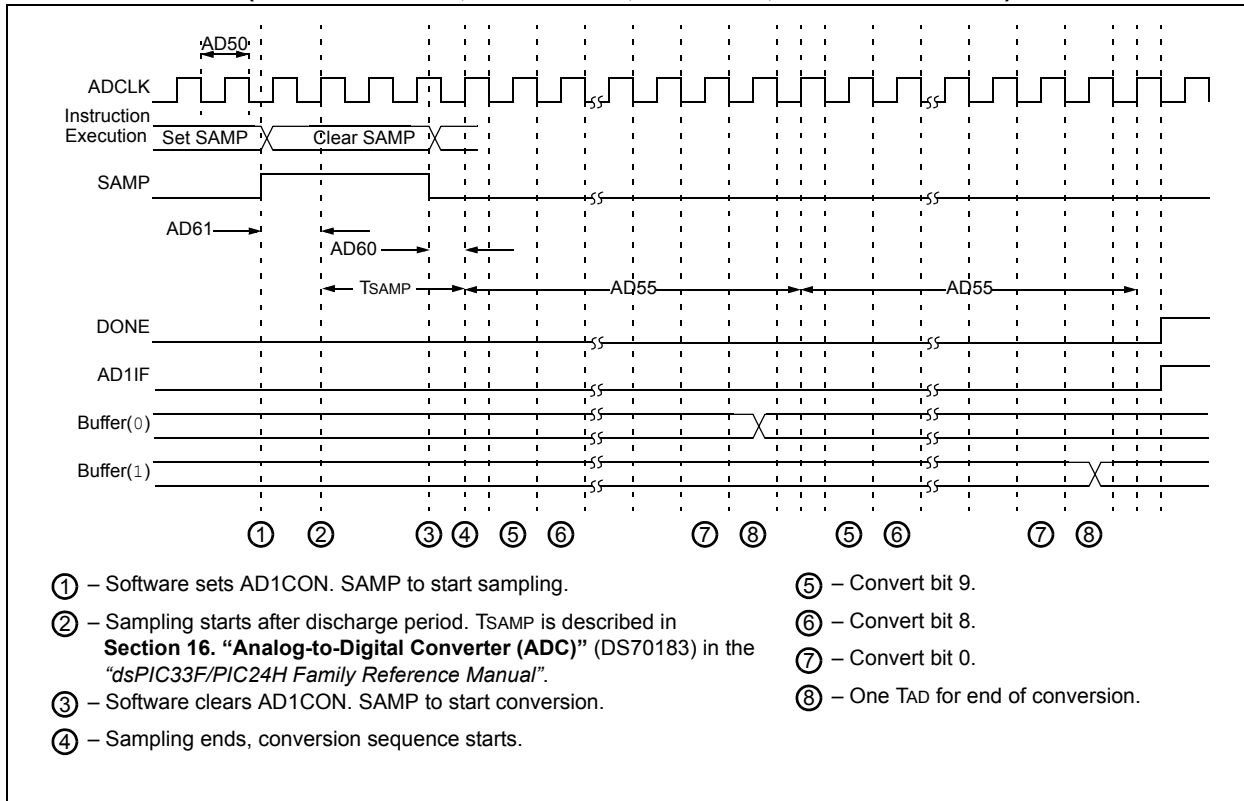 AD50
ADCLK
Instruction
Execution
Set SAMP
Clear SAMP
SAMP
AD61
AD60
TSAMP
AD55
AD55
DONE
AD1IF
Buffer(0)
Buffer(1)
1 2 3 4 5 6 7 8 5 6 7 8
1 – Software sets AD1CON. SAMP to start sampling.
2 – Sampling starts after discharge period. TSAMP is described in
Section 16. “Analog-to-Digital Converter (ADC)” (DS70183) in the
“dsPIC33F/PIC24H Family Reference Manual”.
3 – Software clears AD1CON. SAMP to start conversion.
4 – Sampling ends, conversion sequence starts.
5 – Convert bit 9.
6 – Convert bit 8.
7 – Convert bit 0.
8 – One TAD for end of conversion.